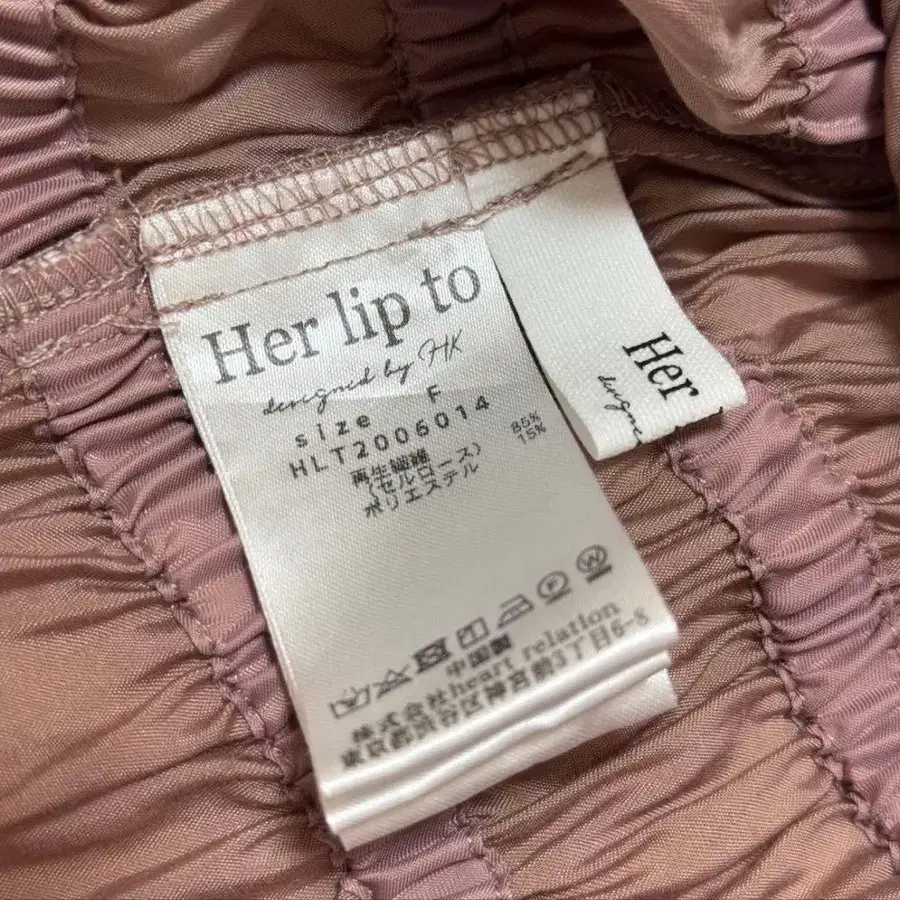 Her lip to
designed by HK
size F
HLT2006014
再生繊維 85%
(セルロース) 15%
ポリエステル
中国製
株式会社heart relation
東京都渋谷区神宮前3丁目6-5
Her
designe